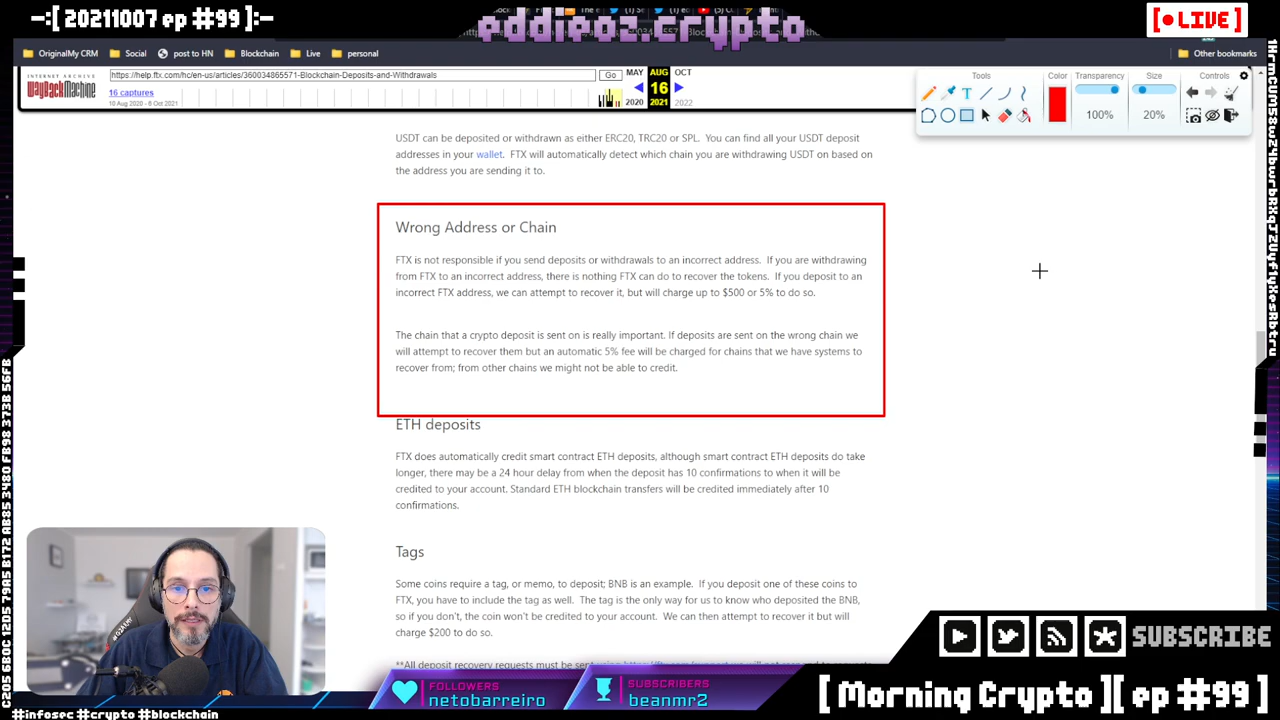 -:[ 20211007 ep #99 ]:-
eddieoz.crypto
[ LIVE ]
OriginalMy CRM
Social
post to HN
Blockchain
Live
personal
Other bookmarks
INTERNET ARCHIVE
WayBackMachine
https://help.ftx.com/hc/en-us/articles/360034865571-Blockchain-Deposits-and-Withdrawals
Go
MAY
AUG
OCT
16 captures
16
10 Aug 2020 - 6 Oct 2021
2020
2021
2022
Tools
Color
Transparency
Size
Controls
100%
20%
USDT can be deposited or withdrawn as either ERC20, TRC20 or SPL. You can find all your USDT deposit
addresses in your wallet. FTX will automatically detect which chain you are withdrawing USDT on based on
the address you are sending it to.
Wrong Address or Chain
FTX is not responsible if you send deposits or withdrawals to an incorrect address. If you are withdrawing
from FTX to an incorrect address, there is nothing FTX can do to recover the tokens. If you deposit to an
incorrect FTX address, we can attempt to recover it, but will charge up to $500 or 5% to do so.
The chain that a crypto deposit is sent on is really important. If deposits are sent on the wrong chain we
will attempt to recover them but an automatic 5% fee will be charged for chains that we have systems to
recover from; from other chains we might not be able to credit.
ETH deposits
FTX does automatically credit smart contract ETH deposits, although smart contract ETH deposits do take
longer, there may be a 24 hour delay from when the deposit has 10 confirmations to when it will be
credited to your account. Standard ETH blockchain transfers will be credited immediately after 10
confirmations.
Tags
Some coins require a tag, or memo, to deposit; BNB is an example. If you deposit one of these coins to
FTX, you have to include the tag as well. The tag is the only way for us to know who deposited the BNB,
so if you don't, the coin won't be credited to your account. We can then attempt to recover it but will
charge $200 to do so.
**All deposit recovery requests must be sent using
SUBSCRIBE
FOLLOWERS
netobarreiro
SUBSCRIBERS
beanmr2
[ Morning Crypto ][ ep #99 ]
#infosec #crypto #blockchain